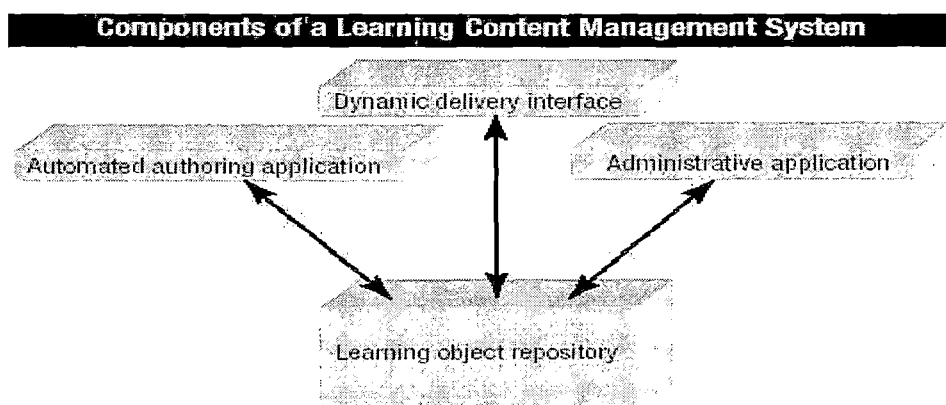 Components of a Learning Content Management System
Dynamic delivery interface
Automated authoring application
Administrative application
Learning object repository